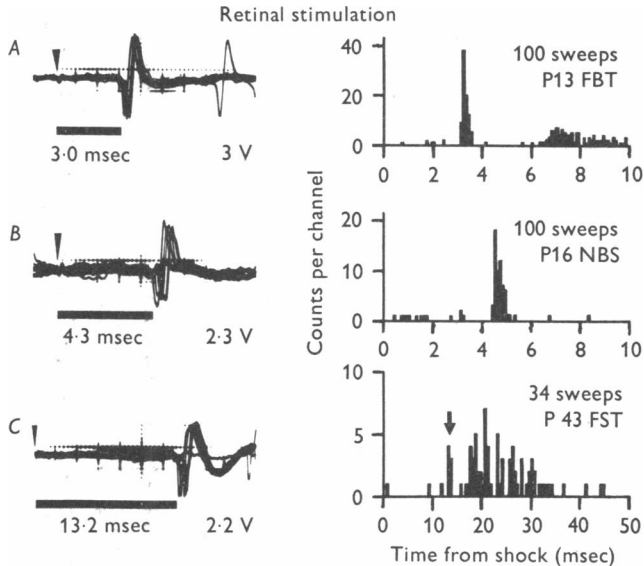 Retinal stimulation
A
3·0 msec
3 V
40
20
0
100 sweeps
P13 FBT
0 2 4 6 8 10
B
4·3 msec
2·3 V
Counts per channel
20
10
0
100 sweeps
P16 NBS
0 2 4 6 8 10
C
13·2 msec
2·2 V
10
5
0
34 sweeps
P 43 FST
0 10 20 30 40 50
Time from shock (msec)